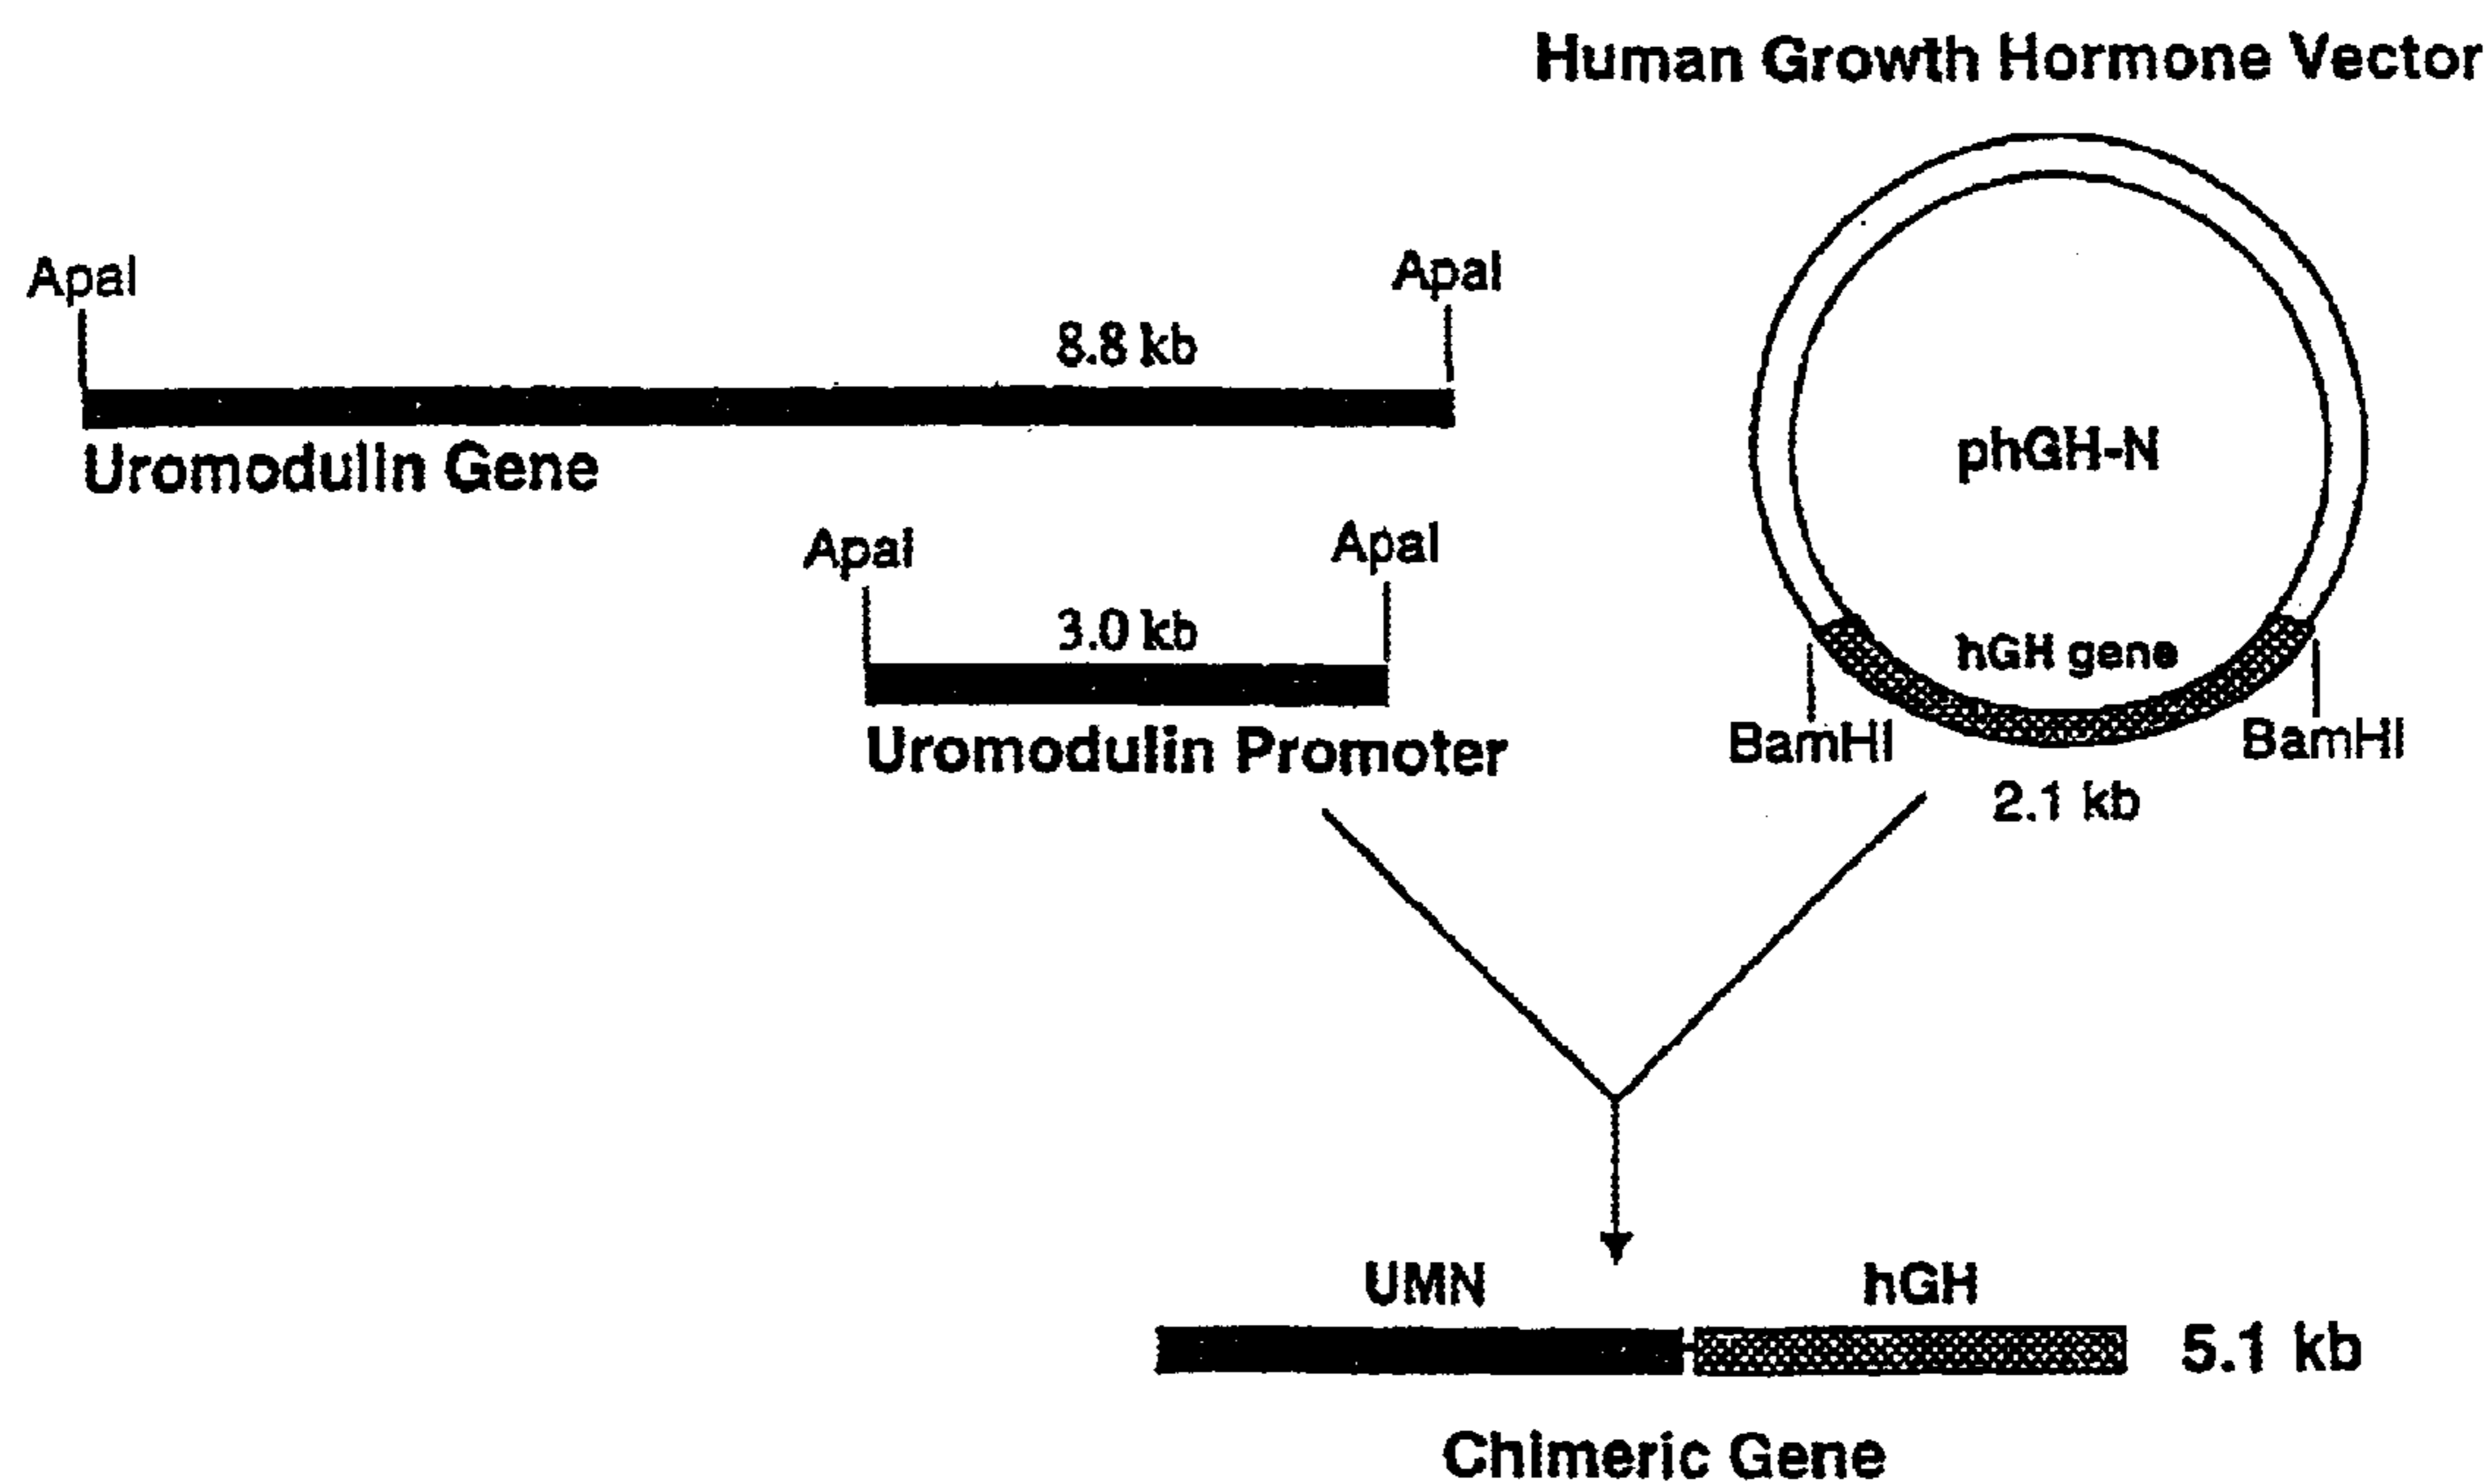 Human Growth Hormone Vector
ApaI
ApaI
8.8 kb
Uromodulin Gene
phGH-N
ApaI
ApaI
3.0 kb
hGH gene
Uromodulin Promoter
BamHI
BamHI
2.1 kb
UMN
hGH
5.1 kb
Chimeric Gene